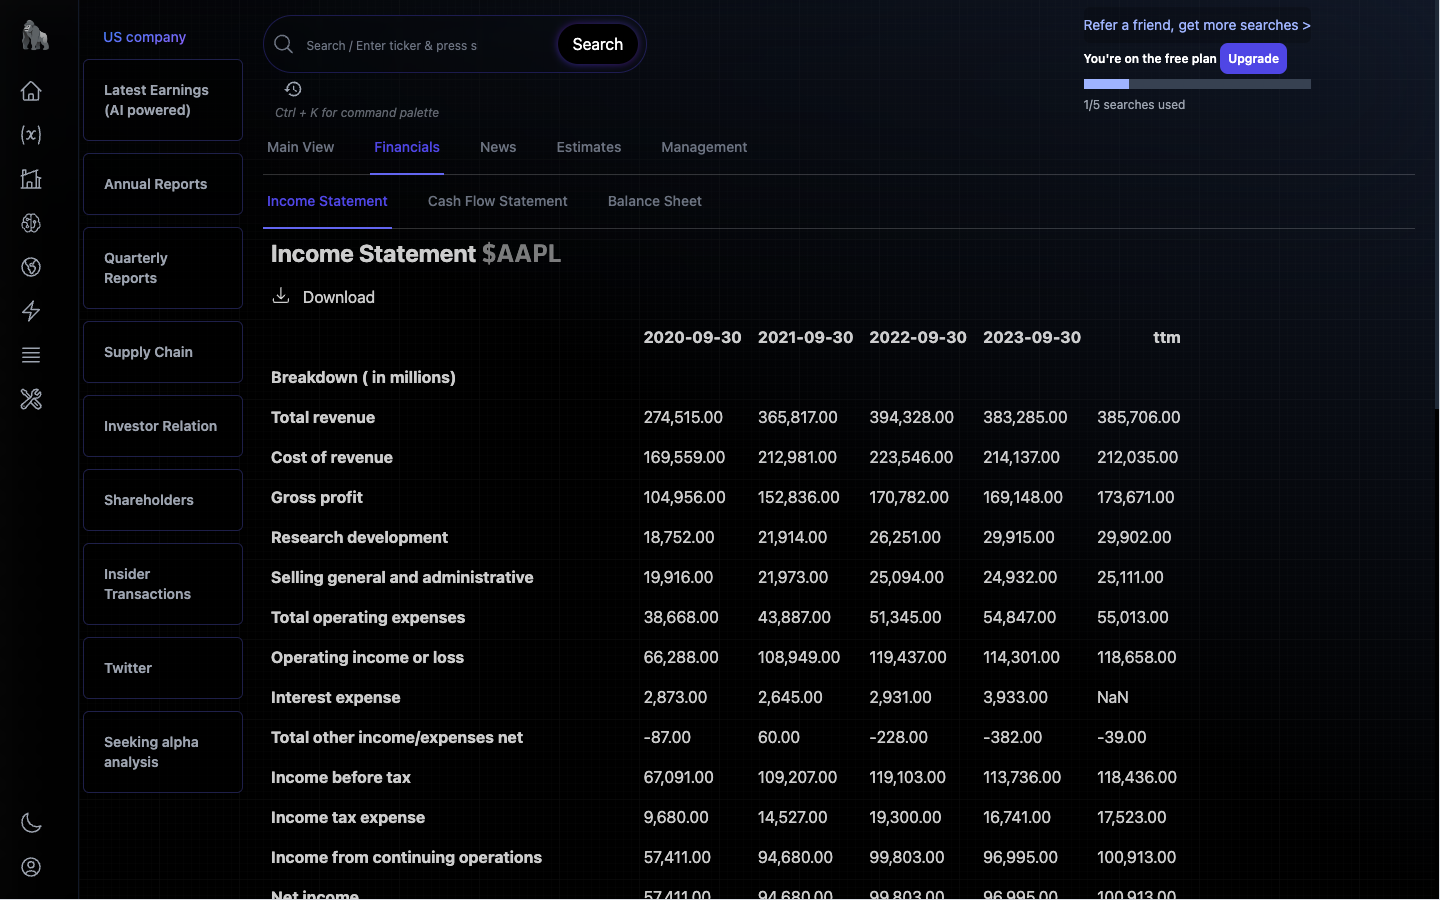 US company
Latest Earnings
(AI powered)
Annual Reports
Quarterly
Reports
Supply Chain
Investor Relation
Shareholders
Insider
Transactions
Twitter
Seeking alpha
analysis
Search / Enter ticker & press s
Search
Ctrl + K for command palette
Refer a friend, get more searches >
You're on the free plan Upgrade
1/5 searches used
Main View Financials News Estimates Management
Income Statement Cash Flow Statement Balance Sheet
Income Statement $AAPL
Download
2020-09-30 2021-09-30 2022-09-30 2023-09-30 ttm
Breakdown ( in millions)
Total revenue 274,515.00 365,817.00 394,328.00 383,285.00 385,706.00
Cost of revenue 169,559.00 212,981.00 223,546.00 214,137.00 212,035.00
Gross profit 104,956.00 152,836.00 170,782.00 169,148.00 173,671.00
Research development 18,752.00 21,914.00 26,251.00 29,915.00 29,902.00
Selling general and administrative 19,916.00 21,973.00 25,094.00 24,932.00 25,111.00
Total operating expenses 38,668.00 43,887.00 51,345.00 54,847.00 55,013.00
Operating income or loss 66,288.00 108,949.00 119,437.00 114,301.00 118,658.00
Interest expense 2,873.00 2,645.00 2,931.00 3,933.00 NaN
Total other income/expenses net -87.00 60.00 -228.00 -382.00 -39.00
Income before tax 67,091.00 109,207.00 119,103.00 113,736.00 118,436.00
Income tax expense 9,680.00 14,527.00 19,300.00 16,741.00 17,523.00
Income from continuing operations 57,411.00 94,680.00 99,803.00 96,995.00 100,913.00
Net income 57,411.00 94,680.00 99,803.00 96,995.00 100,913.00